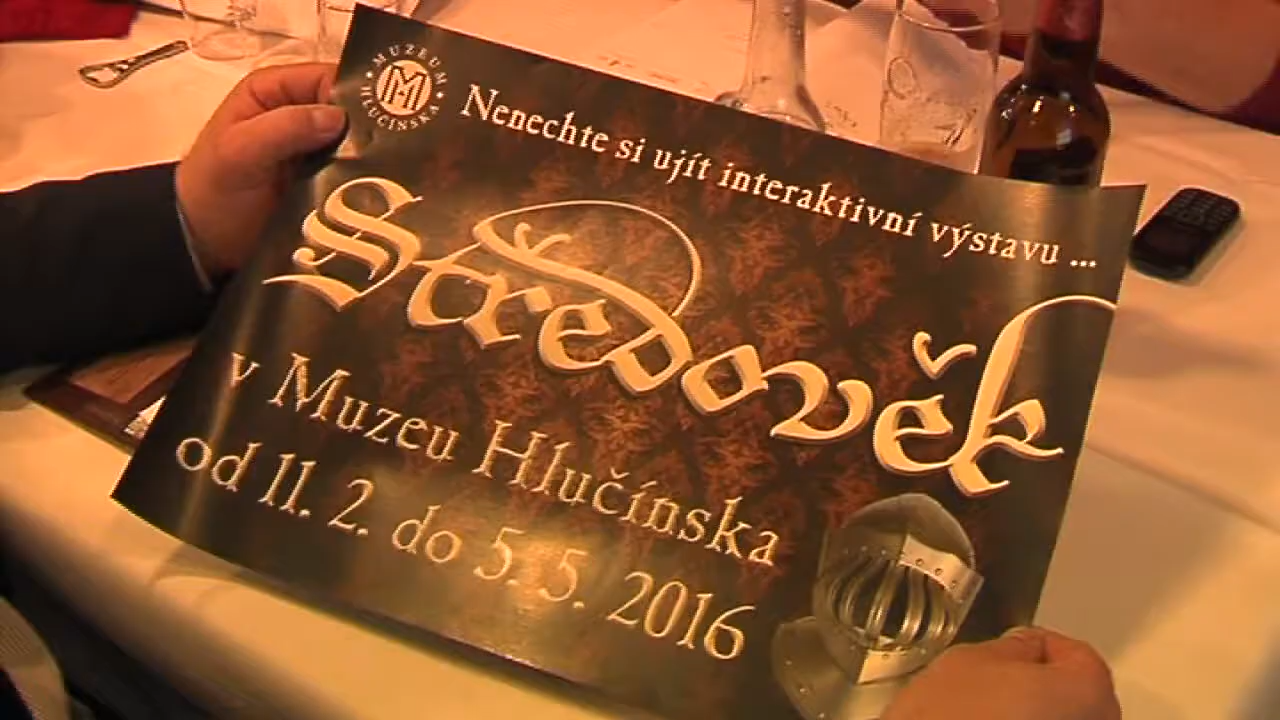 MUZEUM HLUČÍNSKA
Nenechte si ujít interaktivní výstavu ...
Středověk
v Muzeu Hlučínska
od 11. 2. do 5. 5. 2016